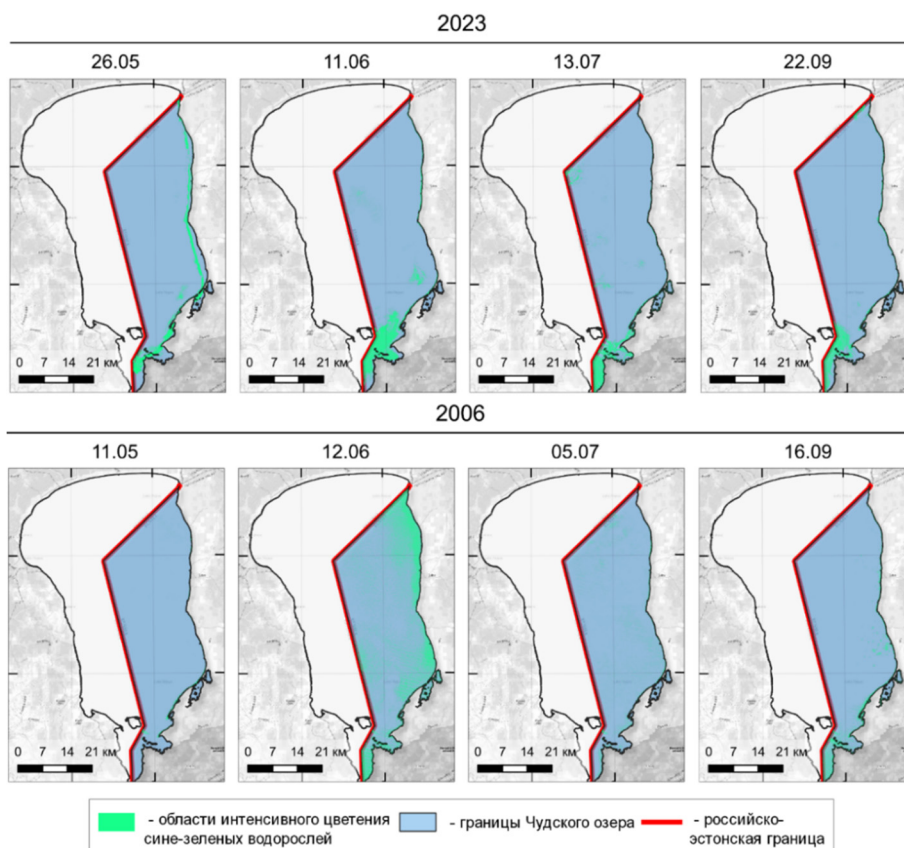 2023
26.05 11.06 13.07 22.09
0 7 14 21 км 0 7 14 21 км 0 7 14 21 км 0 7 14 21 км
2006
11.05 12.06 05.07 16.09
0 7 14 21 км 0 7 14 21 км 0 7 14 21 км 0 7 14 21 км
- области интенсивного цветения - границы Чудского озера - российско-
сине-зеленых водорослей эстонская граница